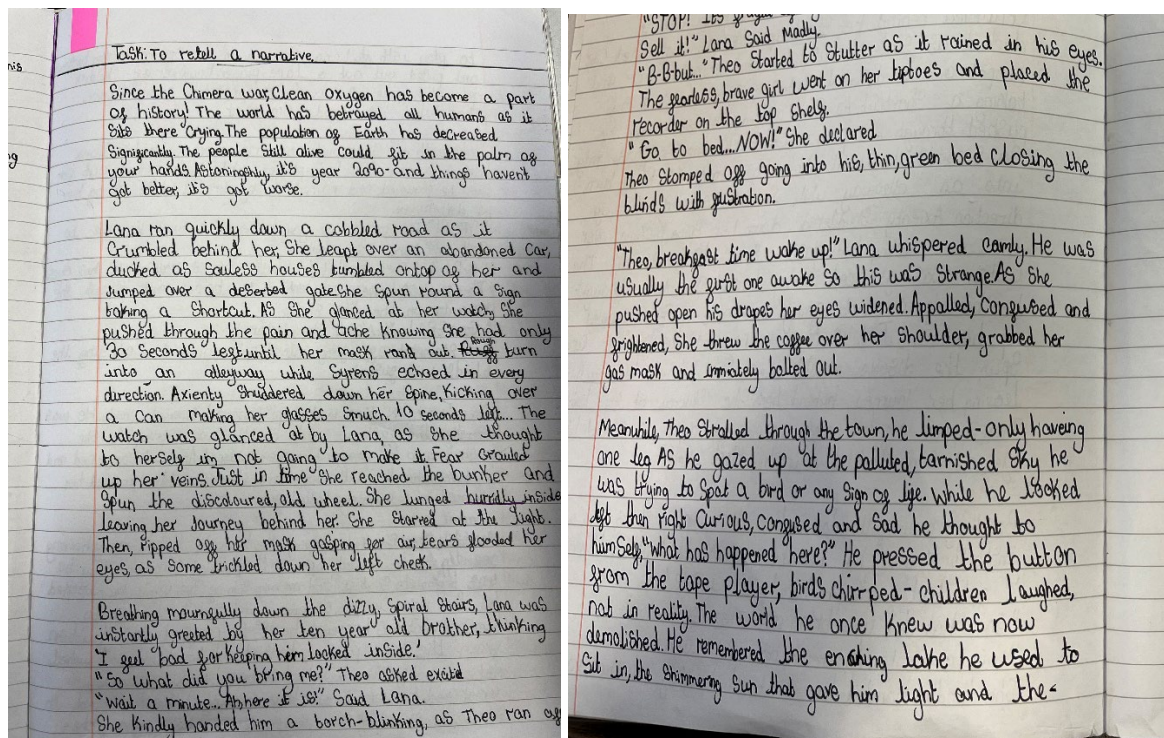 Task: To retell a narrative.
Since the Chimera war, Clean oxygen has become a part
of history! The world has betrayed all humans as it
sits there crying. The population of Earth has decreased
significantly. The people still alive could fit in the palm of
your hands. Astoningshly, it's year 2090- and things haven't
got better, it's got worse.
Lana ran quickly down a cobbled road as it
crumbled behind her, She leapt over an abandoned car,
ducked as souless houses tumbled ontop of her and
Jumped over a deserted gate. She spun round a sign
taking a shortcut. As she glanced at her watch, she
pushed through the pain and ache knowing she had only
30 seconds left until her mask rand out. Rough turn
into an alleyway while syrens echoed in every
direction. Axienty shuddered down her spine, kicking over
a can making her glasses smuch. 10 seconds left... The
watch was glanced at by Lana, as she thought
to herself im not going to make it. Fear crauled
up her veins. Just in time she reached the bunker and
spun the discoloured, old wheel. She lunged hurridly inside
leaving her Journey behind her. She starred at the light.
Then, ripped off her mask gasping for air, tears flooded her
eyes, as some trickled down her left cheek.
Breathing mournfully down the dizzy, spiral stairs, Lana was
instantly greeted by her ten year old brother, thinking
'I feel bad for keeping him locked inside.'
"So what did you bring me?" Theo asked excitid
"wait a minute... Ah here it is!" Said Lana.
She kindly handed him a torch-blinking, as Theo ran off
"STOP! Its
Sell it!" Lana said Madly.
"B-B-but..." Theo started to stutter as it rained in his eyes.
The fearless, brave girl went on her tiptoes and placed the
recorder on the top shelf.
"Go. to bed... NOW!" She declared
Theo stomped off going into his, thin, green bed closing the
blinds with fustration.
"Theo, breakfast time wake up!" Lana whispered camly. He was
usually the first one awake so this was strange. As she
pushed open his drapes her eyes widened. Appalled, confused and
frightened, she threw the coffee over her shoulder, grabbed her
gas mask and immiately bolted out.
Meanwhile, Theo strolled through the town, he limped-only haveing
one leg. As he gazed up at the palluted, tarnished sky he
was trying to spot a bird or any sign of life. While he looked
left then right curious, confused and sad he thought to
himself, "what has happened here?" He pressed the button
from the tape player, birds chirrped- children laughed,
not in reality. The world he once knew was now
demolished. He remembered the lake he used to
sit in, the shimmering sun that gave him light and the-